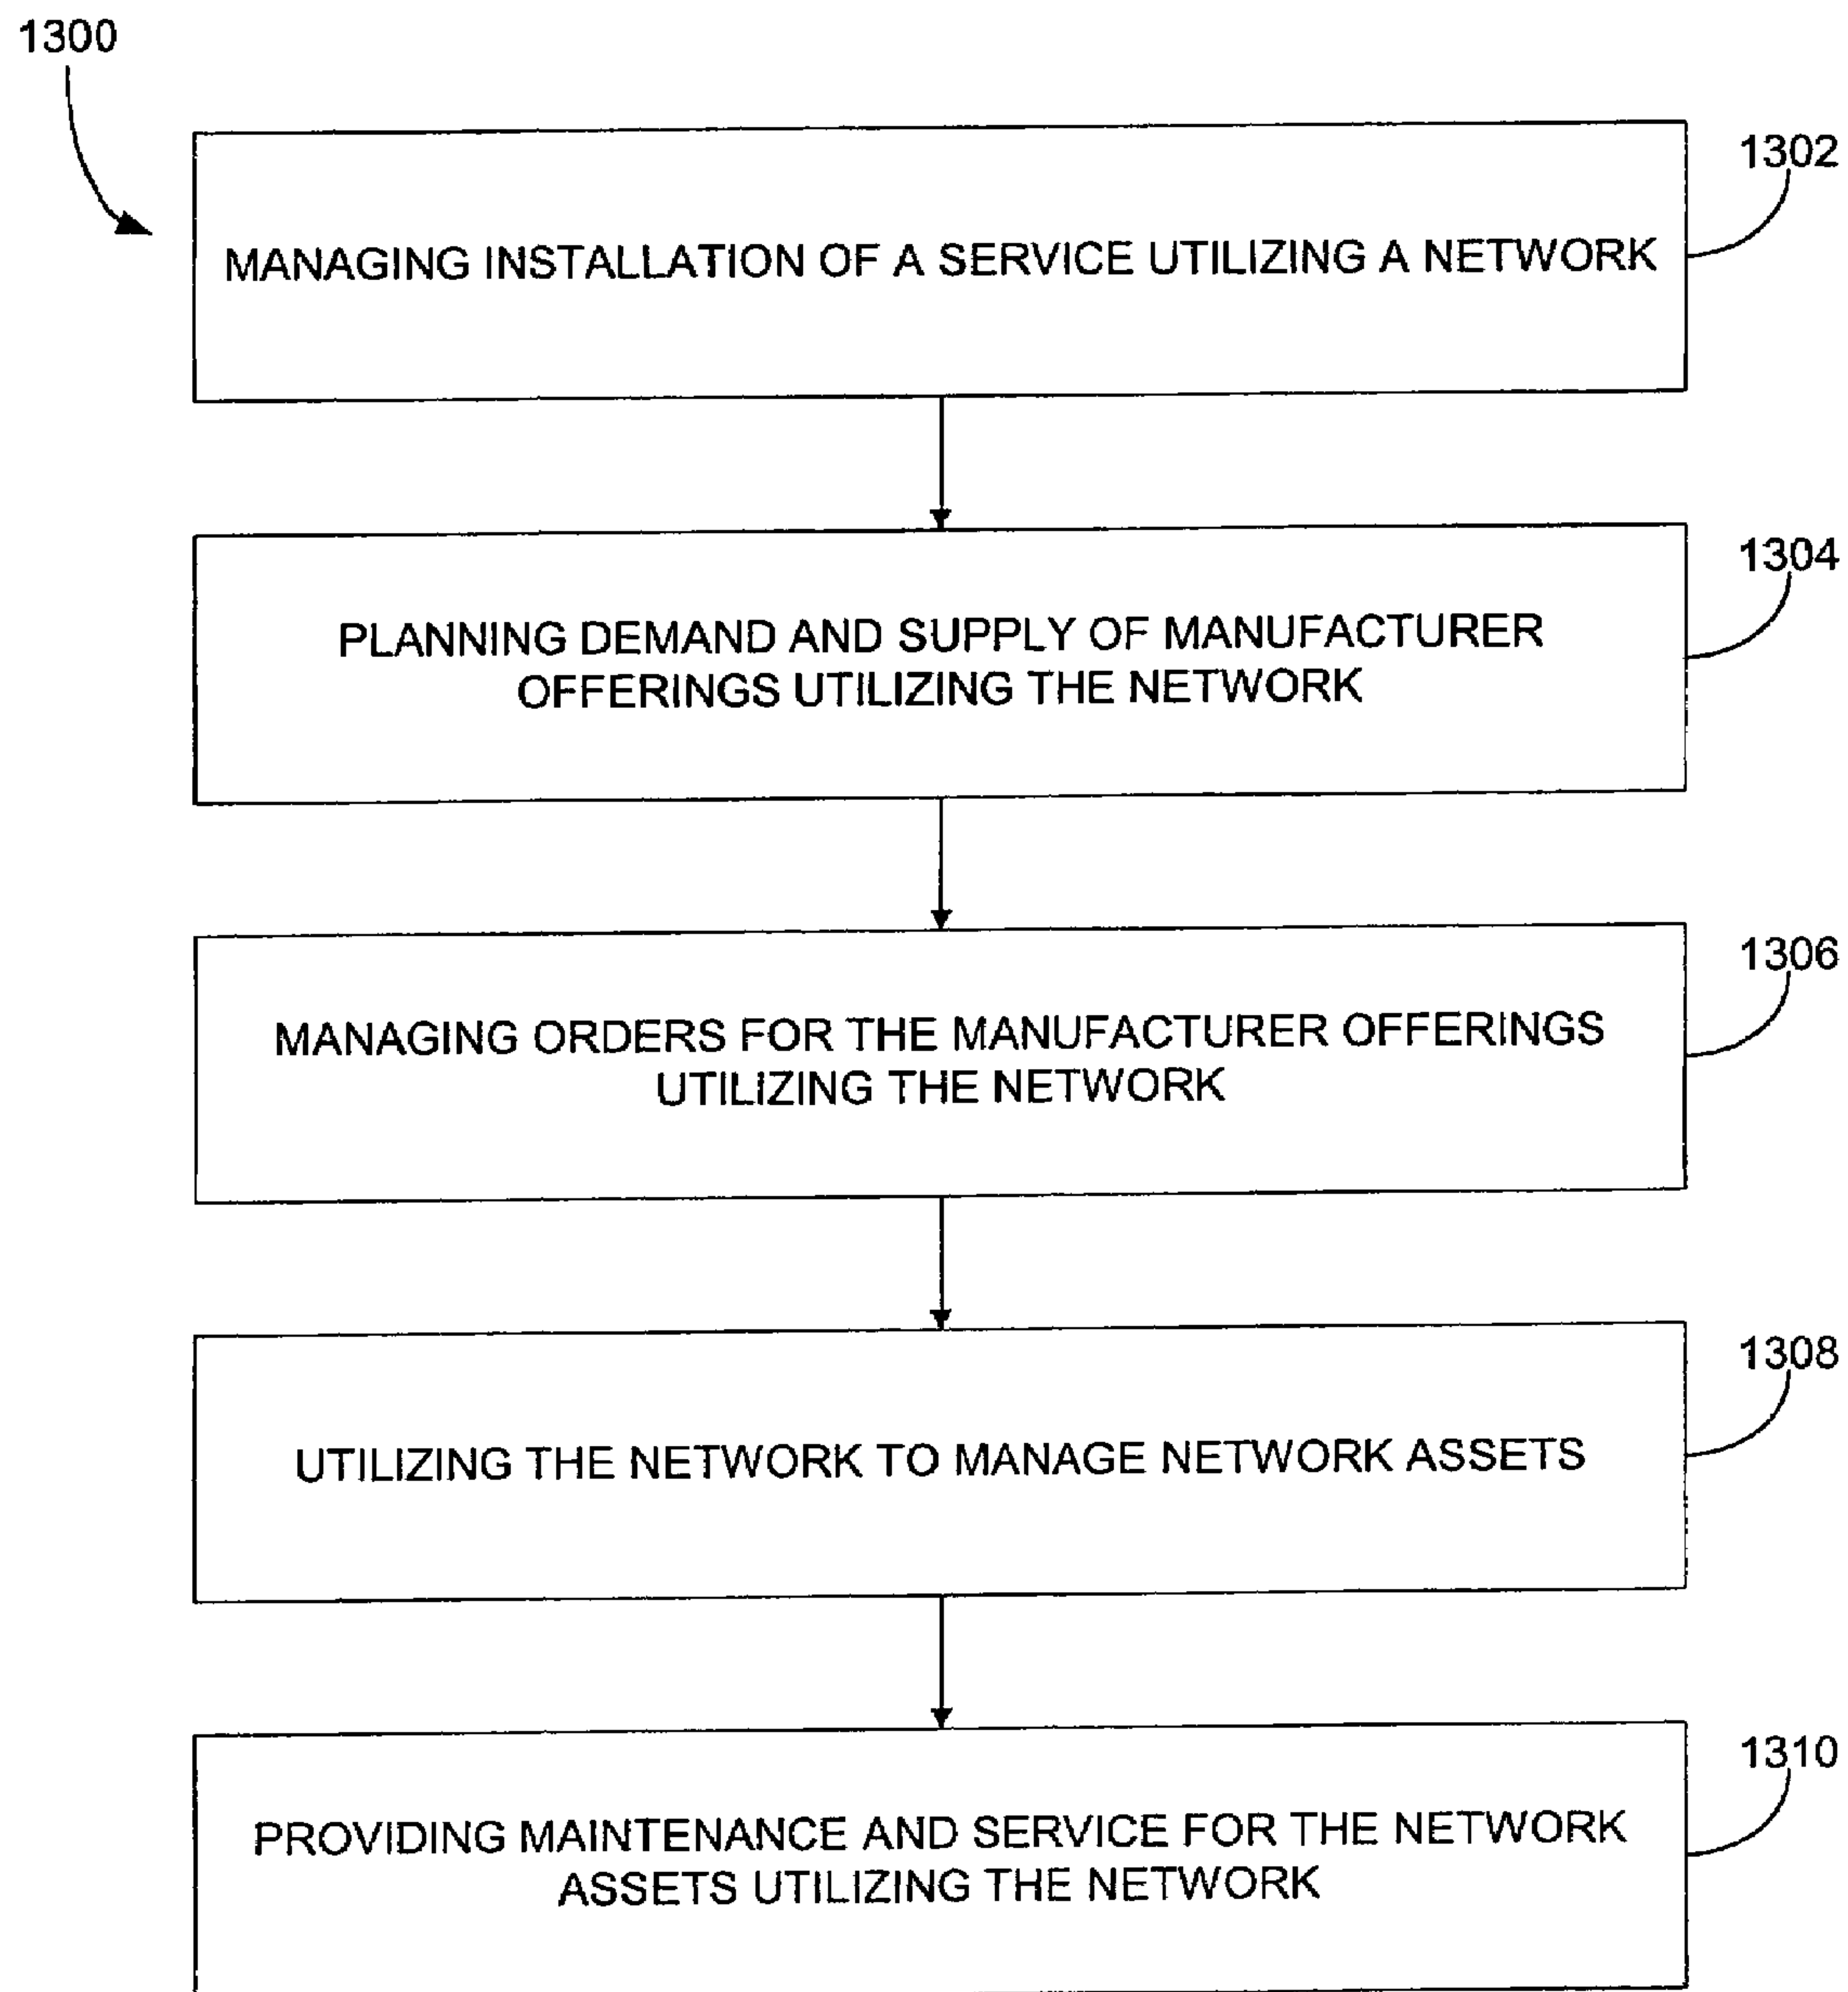 1300
1302
MANAGING INSTALLATION OF A SERVICE UTILIZING A NETWORK
1304
PLANNING DEMAND AND SUPPLY OF MANUFACTURER
OFFERINGS UTILIZING THE NETWORK
1306
MANAGING ORDERS FOR THE MANUFACTURER OFFERINGS
UTILIZING THE NETWORK
1308
UTILIZING THE NETWORK TO MANAGE NETWORK ASSETS
1310
PROVIDING MAINTENANCE AND SERVICE FOR THE NETWORK
ASSETS UTILIZING THE NETWORK